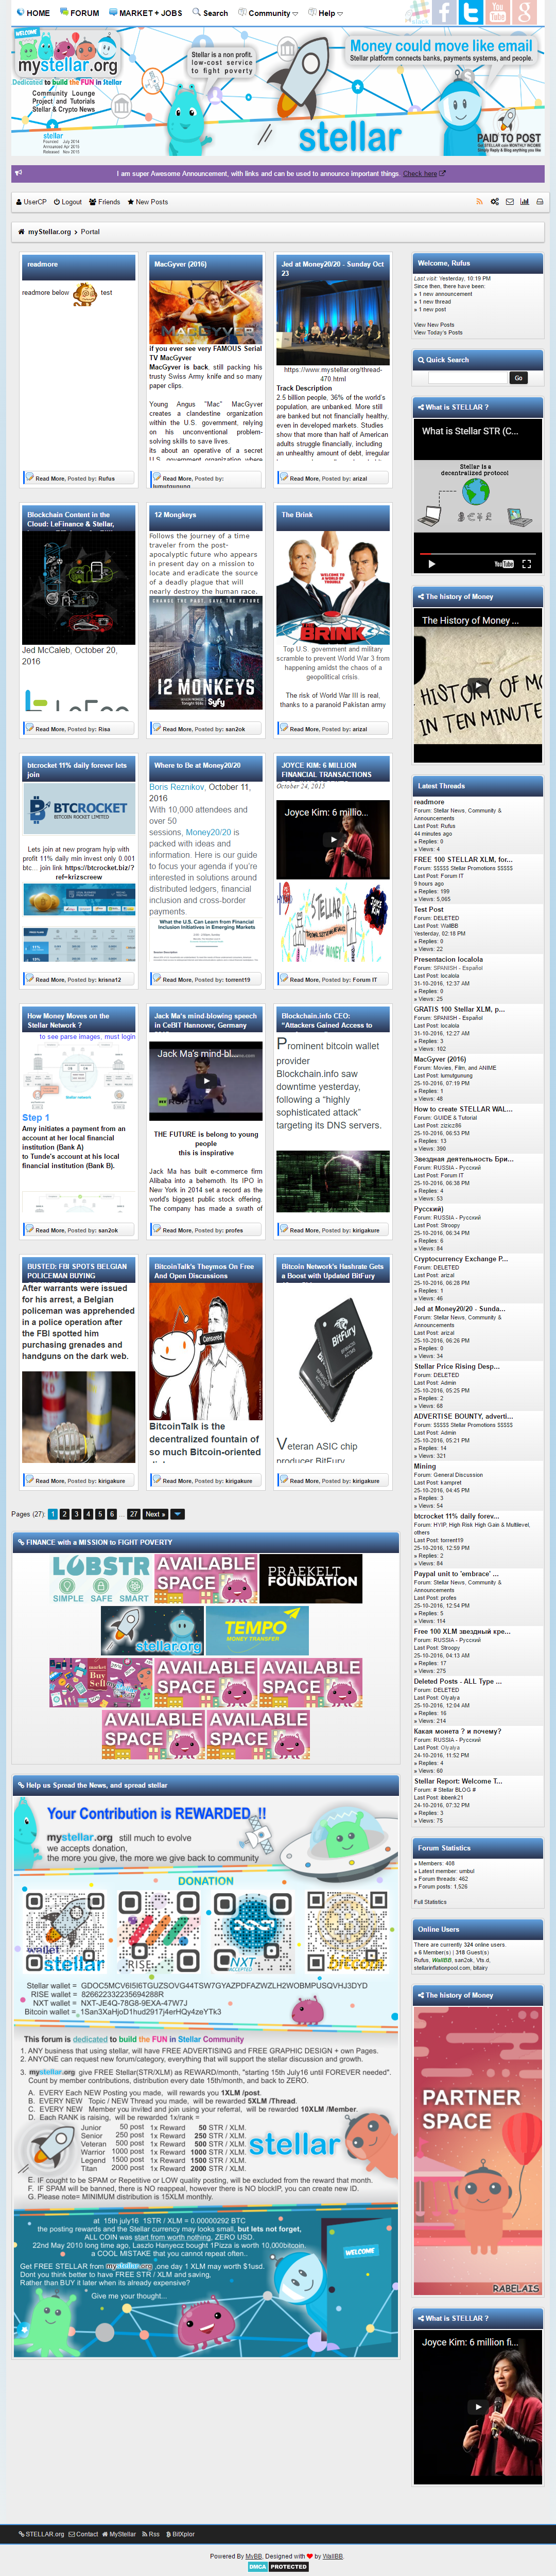 HOME
FORUM
MARKET + JOBS
Search
Community
Help
WELCOME
mystellar.org
Dedicated to build the FUN in Stellar
Community Lounge
Project and Tutorials
Stellar & Crypto News
Stellar is a non profit.
low-cost service
to fight poverty
Money could move like email
Stellar platform connects banks, payments systems, and people.
stellar
PAID TO POST
I am super Awesome Announcement, with links and can be used to announce important things. Check here
UserCP
Logout
Friends
New Posts
myStellar.org
Portal
readmore
readmore below
test
Read More, Posted by: Rufus
MacGyver (2016)
MACGYVER
if you ever see very FAMOUS Serial TV MacGyver
MacGyver is back, still packing his trusty Swiss Army knife and so many paper clips.
Young Angus "Mac" MacGyver creates a clandestine organization within the U.S. government, relying on his unconventional problem-solving skills to save lives.
Its about an operative of a secret
Read More, Posted by:
Jed at Money20/20 - Sunday Oct 23
https://www.mystellar.org/thread-470.html
Track Description
2.5 billion people, 36% of the world's population, are unbanked. More still are banked but not financially healthy, even in developed markets. Studies show that more than half of American adults struggle financially, including an unhealthy amount of debt, irregular
Read More, Posted by: arizal
Blockchain Content in the Cloud: LeFinance & Stellar,
Jed McCaleb, October 20, 2016
Read More, Posted by: Risa
12 Mongkeys
Follows the journey of a time traveler from the post-apocalyptic future who appears in present day on a mission to locate and eradicate the source of a deadly plague that will nearly destroy the human race.
12 MONKEYS
Syfy
Read More, Posted by: san2ok
The Brink
THE BRINK
Top U.S. government and military scramble to prevent World War 3 from happening amidst the chaos of a geopolitical crisis.
The risk of World War III is real, thanks to a paranoid Pakistan army
Read More, Posted by: arizal
btcrocket 11% daily forever lets join
BTCROCKET
BITCOIN ROCKET LIMITED
Lets join at new program hyip with profit 11% daily min invest only 0.001 btc... join link https://btcrocket.biz/?ref=krizscreew
Read More, Posted by: krisna12
Where to Be at Money20/20
Boris Reznikov, October 11, 2016
With 10,000 attendees and over 50 sessions, Money20/20 is packed with ideas and information. Here is our guide to focus your agenda if you're interested in solutions around distributed ledgers, financial inclusion and cross-border payments.
What the U.S. Can Learn from Financial Inclusion Initiatives in Emerging Markets
Read More, Posted by: torrent19
JOYCE KIM: 6 MILLION FINANCIAL TRANSACTIONS
October 24, 2015
Joyce Kim: 6 millio...
STELLAR
MAKE MONEY
Read More, Posted by: Forum IT
How Money Moves on the Stellar Network ?
to see parse images, must login
Step 1
Amy initiates a payment from an account at her local financial institution (Bank A)
to Tunde's account at his local financial institution (Bank B).
Read More, Posted by: san2ok
Jack Ma's mind-blowing speech in CeBIT Hannover, Germany
Jack Ma's mind-bl...
THE FUTURE is belong to young people
this is inspirative
Jack Ma has built e-commerce firm Alibaba into a behemoth. Its IPO in New York in 2014 set a record as the world's biggest public stock offering. The company has made a swath of
Read More, Posted by: profes
Blockchain.info CEO: "Attackers Gained Access to
Prominent bitcoin wallet provider Blockchain.info saw downtime yesterday, following a "highly sophisticated attack" targeting its DNS servers.
Read More, Posted by: kirigakure
BUSTED: FBI SPOTS BELGIAN POLICEMAN BUYING
After warrants were issued for his arrest, a Belgian policeman was apprehended in a police operation after the FBI spotted him purchasing grenades and handguns on the dark web.
Read More, Posted by: kirigakure
BitcoinTalk's Theymos On Free And Open Discussions
Censored
BitcoinTalk is the decentralized fountain of so much Bitcoin-oriented
Read More, Posted by: kirigakure
Bitcoin Network's Hashrate Gets a Boost with Updated BitFury
BitFury
Veteran ASIC chip producer BitFury
Read More, Posted by: kirigakure
Pages (27): 1 2 3 4 5 6 ... 27 Next »
FINANCE with a MISSION to FIGHT POVERTY
LOBSTR
SIMPLE SAFE SMART
AVAILABLE SPACE
PRAEKELT FOUNDATION
stellar.org
TEMPO
MONEY TRANSFER
market Buy Sell
AVAILABLE SPACE
AVAILABLE SPACE
AVAILABLE SPACE
AVAILABLE SPACE
Help us Spread the News, and spread stellar
Your Contribution is REWARDED !!
mystellar.org still much to evolve
we accepts donation,
the more you give, the more we give back to community
DONATION
wallet
stellar
RISE
NXT
bitcoin
This forum is dedicated to build the FUN in Stellar Community
1. ANY business that using stellar, will have FREE ADVERTISING and FREE GRAPHIC DESIGN + own Pages.
2. ANYONE can request new forum/category, everything that will support the stellar discussion and growth.
3. mystellar.org give FREE Stellar(STR/XLM) as REWARD/month, "starting 15th July16 until FOREVER needed".
Count by member contributions, distribution every date 15th/month, and back to ZERO.
A. EVERY Each NEW Posting you made, will rewards you 1XLM /post.
B. EVERY New Topic / NEW Thread you made, will be rewarded 5XLM /Thread.
C. EVERY NEW Member you invited and join using your referral, will be rewarded 10XLM /Member.
D. Each RANK is raising, will be rewarded 1x/rank =
Junior 50 post 1x Reward 50 STR / XLM.
Senior 250 post 1x Reward 250 STR / XLM.
Veteran 500 post 1x Reward 500 STR / XLM.
Warrior 1000 post 1x Reward 1000 STR / XLM.
Legend 1500 post 1x Reward 1500 STR / XLM.
Titan 2000 post 1x Reward 2000 STR / XLM.
stellar
E. IF cought to be SPAM or Repetitive or LOW quality posting, will be excluded from the reward that month.
F. IF SPAM will be banned, there is NO reappeal, however there is NO blockIP, you can create new ID.
G. Please note= MINIMUM distribution is 15XLM monthly.
at 15th july16 1STR / XLM = 0.00000292 BTC
the posting rewards and the Stellar currency may looks small, but lets not forget,
ALL COIN was start from worth nothing, ZERO USD.
22nd May 2010 long time ago, Laszlo Hanyecz bought 1Pizza is worth 10,000bitcoin.
a COOL MISTAKE that you cannot repeat often..
Get FREE STELLAR from mystellar.org ,one day 1 XLM may worth $1usd.
Dont you think better to have FREE STR / XLM and saving,
Rather than BUY it later when its already expensive?
Give me your thought...
WELCOME
Welcome, Rufus
Last visit: Yesterday, 10:19 PM
Since then, there have been:
» 1 new announcement
» 1 new thread
» 1 new post
View New Posts
View Today's Posts
Quick Search
Go
What is STELLAR ?
What is Stellar STR (C...
Stellar is a decentralized protocol
YouTube
The history of Money
The History of Money ...
HISTORY OF MONEY IN TEN MINUTES
Latest Threads
readmore
Forum: Stellar News, Community & Announcements
Last Post: Rufus
44 minutes ago
» Replies: 0
» Views: 4
FREE 100 STELLAR XLM, for...
Forum: $$$$$ Stellar Promotions $$$$$
Last Post: Forum IT
9 hours ago
» Replies: 199
» Views: 5,065
Test Post
Forum: DELETED
Last Post: WallBB
Yesterday, 02:18 PM
» Replies: 0
» Views: 22
Presentacion localola
Forum: SPANISH - Español
Last Post: localola
31-10-2016, 12:37 AM
» Replies: 0
» Views: 25
GRATIS 100 Stellar XLM, p...
Forum: SPANISH - Español
Last Post: localola
31-10-2016, 12:27 AM
» Replies: 3
» Views: 102
MacGyver (2016)
Forum: Movies, Film, and ANIME
Last Post: lumutgunung
25-10-2016, 07:19 PM
» Replies: 1
» Views: 48
How to create STELLAR WAL...
Forum: GUIDE & Tutorial
Last Post: zizicz86
25-10-2016, 06:53 PM
» Replies: 13
» Views: 390
Звездная деятельность Бри...
Forum: RUSSIA - Русский
Last Post: Forum IT
25-10-2016, 06:38 PM
» Replies: 4
» Views: 53
Русский)
Forum: RUSSIA - Русский
Last Post: Stroopy
25-10-2016, 06:34 PM
» Replies: 6
» Views: 84
Cryptocurrency Exchange P...
Forum: DELETED
Last Post: arizal
25-10-2016, 06:28 PM
» Replies: 1
» Views: 46
Jed at Money20/20 - Sunda...
Forum: Stellar News, Community & Announcements
Last Post: arizal
25-10-2016, 06:26 PM
» Replies: 0
» Views: 34
Stellar Price Rising Desp...
Forum: DELETED
Last Post: Admin
25-10-2016, 05:25 PM
» Replies: 2
» Views: 68
ADVERTISE BOUNTY, adverti...
Forum: $$$$$ Stellar Promotions $$$$$
Last Post: Admin
25-10-2016, 05:21 PM
» Replies: 14
» Views: 321
Mining
Forum: General Discussion
Last Post: kampret
25-10-2016, 04:45 PM
» Replies: 3
» Views: 54
btcrocket 11% daily forev...
Forum: HYIP, High Risk High Gain & Multilevel, others
Last Post: torrent19
25-10-2016, 12:59 PM
» Replies: 2
» Views: 84
Paypal unit to 'embrace' ...
Forum: Stellar News, Community & Announcements
Last Post: profes
25-10-2016, 12:54 PM
» Replies: 5
» Views: 114
Free 100 XLM звездный кре...
Forum: RUSSIA - Русский
Last Post: Stroopy
25-10-2016, 04:13 AM
» Replies: 17
» Views: 275
Deleted Posts - ALL Type ...
Forum: DELETED
Last Post: Olyalya
25-10-2016, 12:04 AM
» Replies: 16
» Views: 214
Какая монета ? и почему?
Forum: RUSSIA - Русский
Last Post: Olyalya
24-10-2016, 11:52 PM
» Replies: 4
» Views: 60
Stellar Report: Welcome T...
Forum: # Stellar BLOG #
Last Post: ibbenk21
24-10-2016, 07:32 PM
» Replies: 3
» Views: 75
Forum Statistics
» Members: 408
» Latest member: umbul
» Forum threads: 462
» Forum posts: 1,526
Full Statistics
Online Users
There are currently 324 online users.
» 6 Member(s) | 318 Guest(s)
Rufus, WallBB, san2ok, Vts.d, stellarinflationpool.com, bitairy
The history of Money
PARTNER SPACE
RABELAIS
What is STELLAR ?
Joyce Kim: 6 million fi...
STELLAR.org
Contact
MyStellar
Rss
BitXplor
Powered By MyBB, Designed with ❤ by WallBB.
DMCA PROTECTED